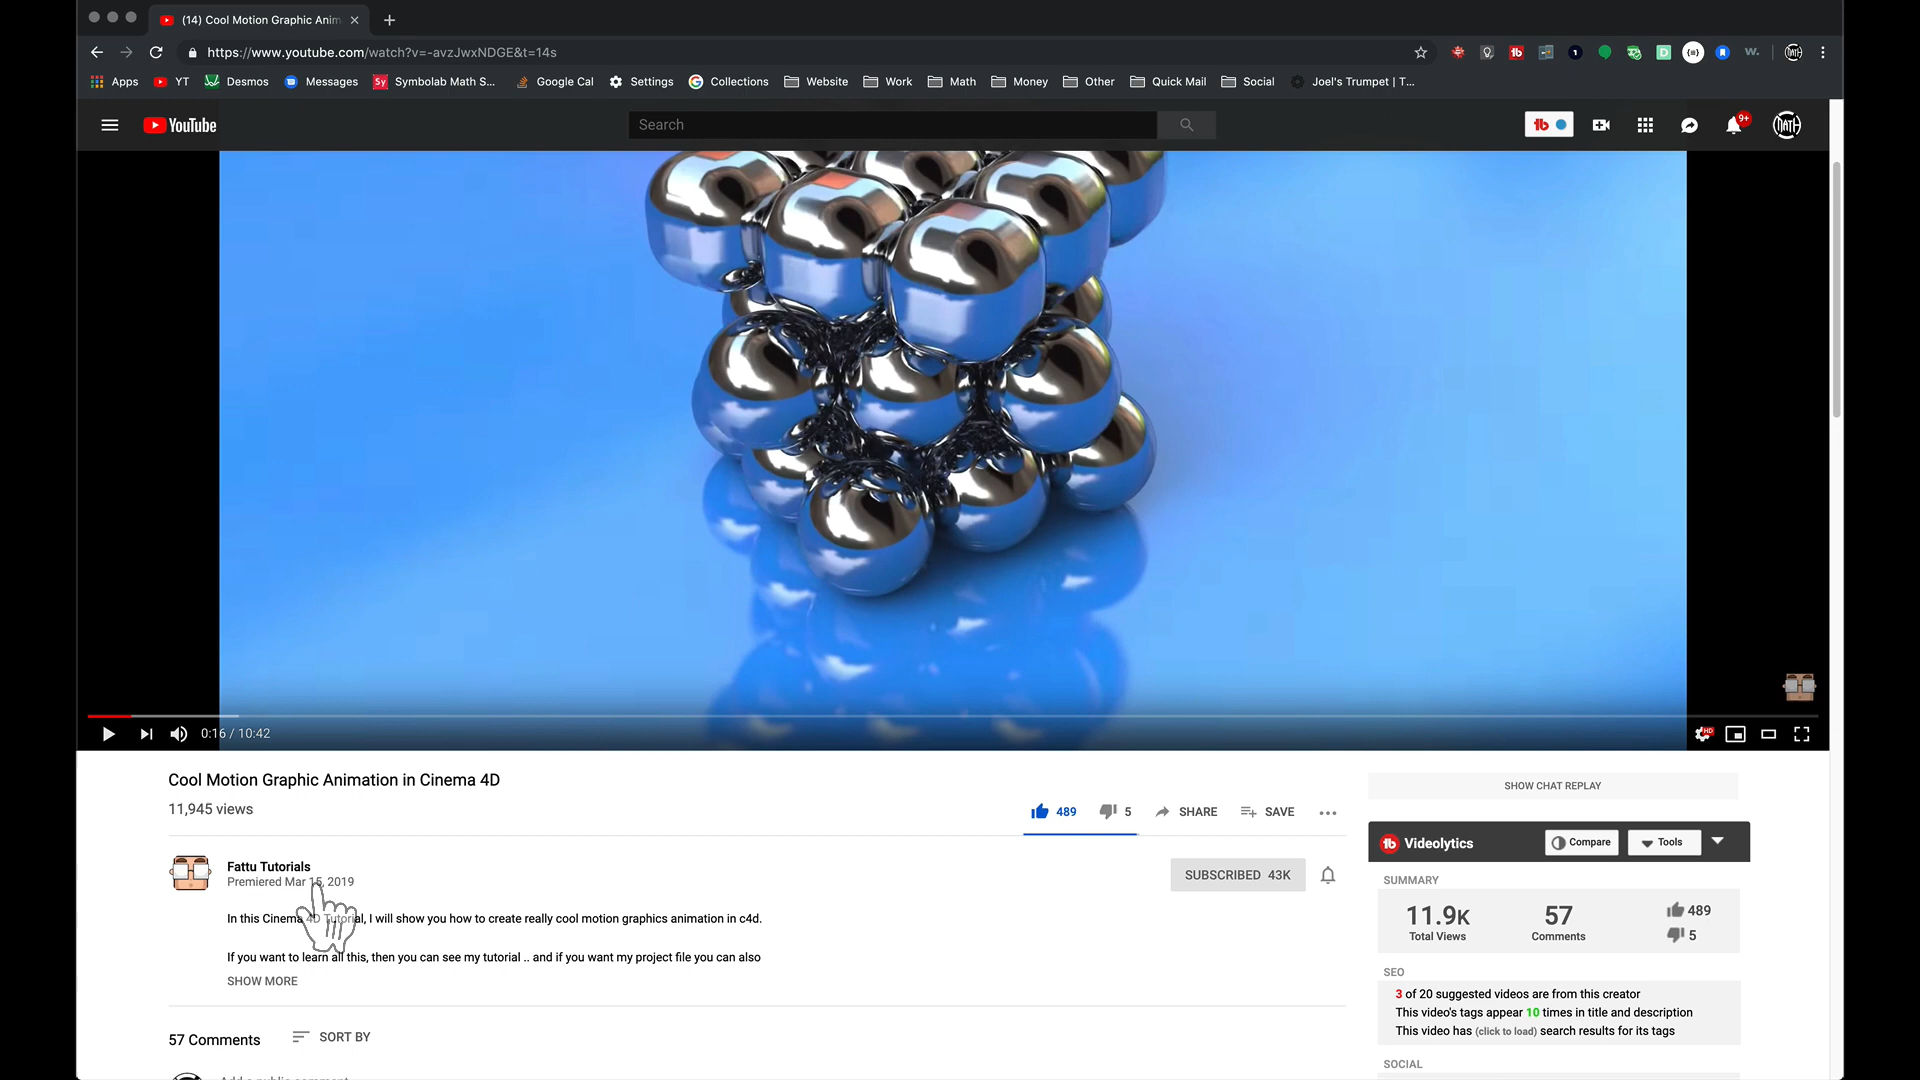 (14) Cool Motion Graphic Anim
https://www.youtube.com/watch?v=-avzJwxNDGE&t=14s
Apps YT Desmos Messages Symbolab Math S... Google Cal Settings Collections Website Work Math Money Other Quick Mail Social Joel's Trumpet | T...
YouTube
Search
9+
MATH
HD
0:16 / 10:42
Cool Motion Graphic Animation in Cinema 4D
11,945 views
489 5 SHARE SAVE
SHOW CHAT REPLAY
Videolytics Compare Tools
Fattu Tutorials
Premiered Mar 15, 2019
SUBSCRIBED 43K
In this Cinema 4D Tutorial, I will show you how to create really cool motion graphics animation in c4d.
If you want to learn all this, then you can see my tutorial .. and if you want my project file you can also
SHOW MORE
57 Comments SORT BY
Add a public comment
SUMMARY
11.9K 57 489
Total Views Comments 5
SEO
3 of 20 suggested videos are from this creator
This video's tags appear 10 times in title and description
This video has (click to load) search results for its tags
SOCIAL